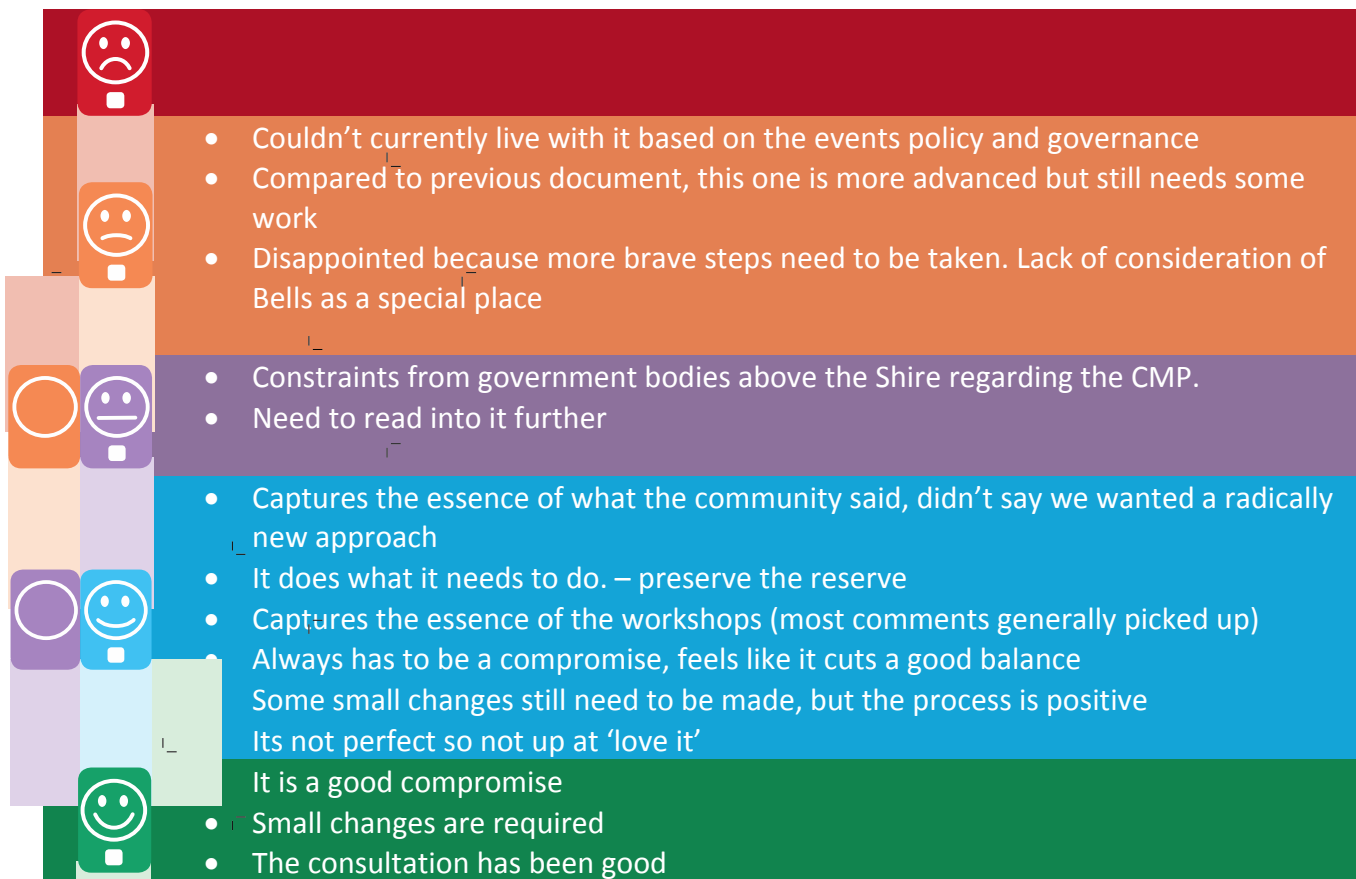 • Couldn’t currently live with it based on the events policy and governance
• Compared to previous document, this one is more advanced but still needs some
work
• Disappointed because more brave steps need to be taken. Lack of consideration of
Bells as a special place
• Constraints from government bodies above the Shire regarding the CMP.
• Need to read into it further
• Captures the essence of what the community said, didn’t say we wanted a radically
new approach
• It does what it needs to do. – preserve the reserve
• Captures the essence of the workshops (most comments generally picked up)
• Always has to be a compromise, feels like it cuts a good balance
Some small changes still need to be made, but the process is positive
Its not perfect so not up at ‘love it’
It is a good compromise
• Small changes are required
• The consultation has been good